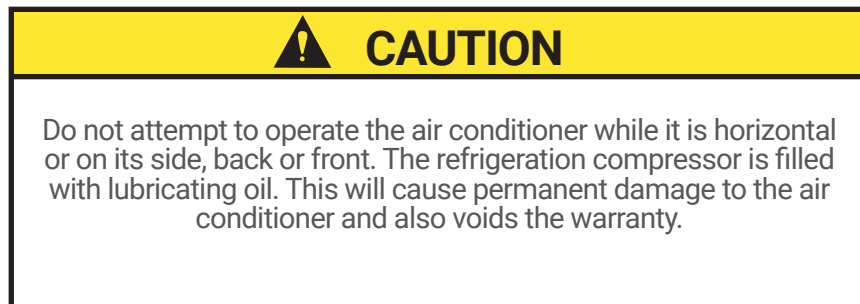 CAUTION
Do not attempt to operate the air conditioner while it is horizontal
or on its side, back or front. The refrigeration compressor is filled
with lubricating oil. This will cause permanent damage to the air
conditioner and also voids the warranty.